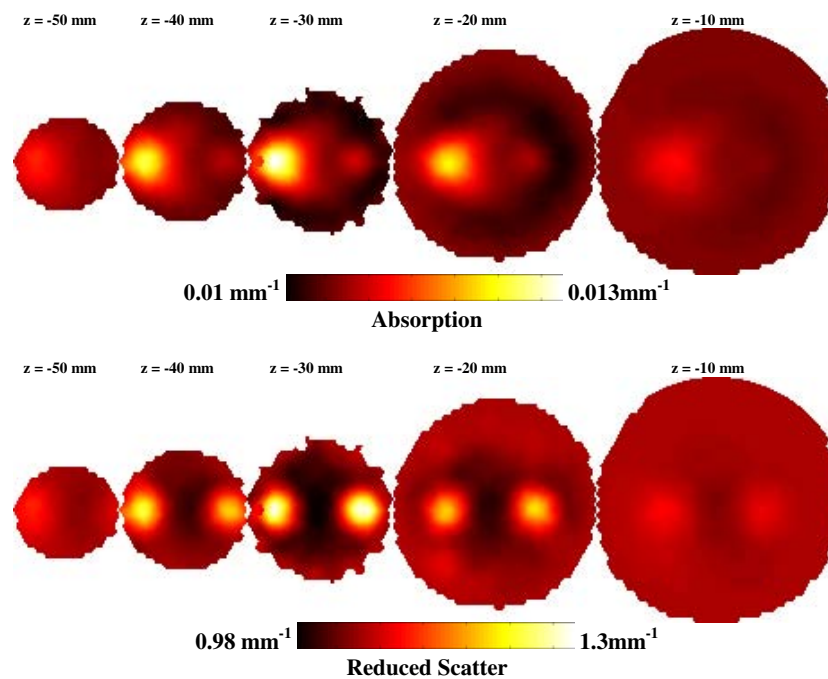 z = -50 mm z = -40 mm z = -30 mm z = -20 mm z = -10 mm
0.01 mm⁻¹ 0.013mm⁻¹
Absorption
z = -50 mm z = -40 mm z = -30 mm z = -20 mm z = -10 mm
0.98 mm⁻¹ 1.3mm⁻¹
Reduced Scatter